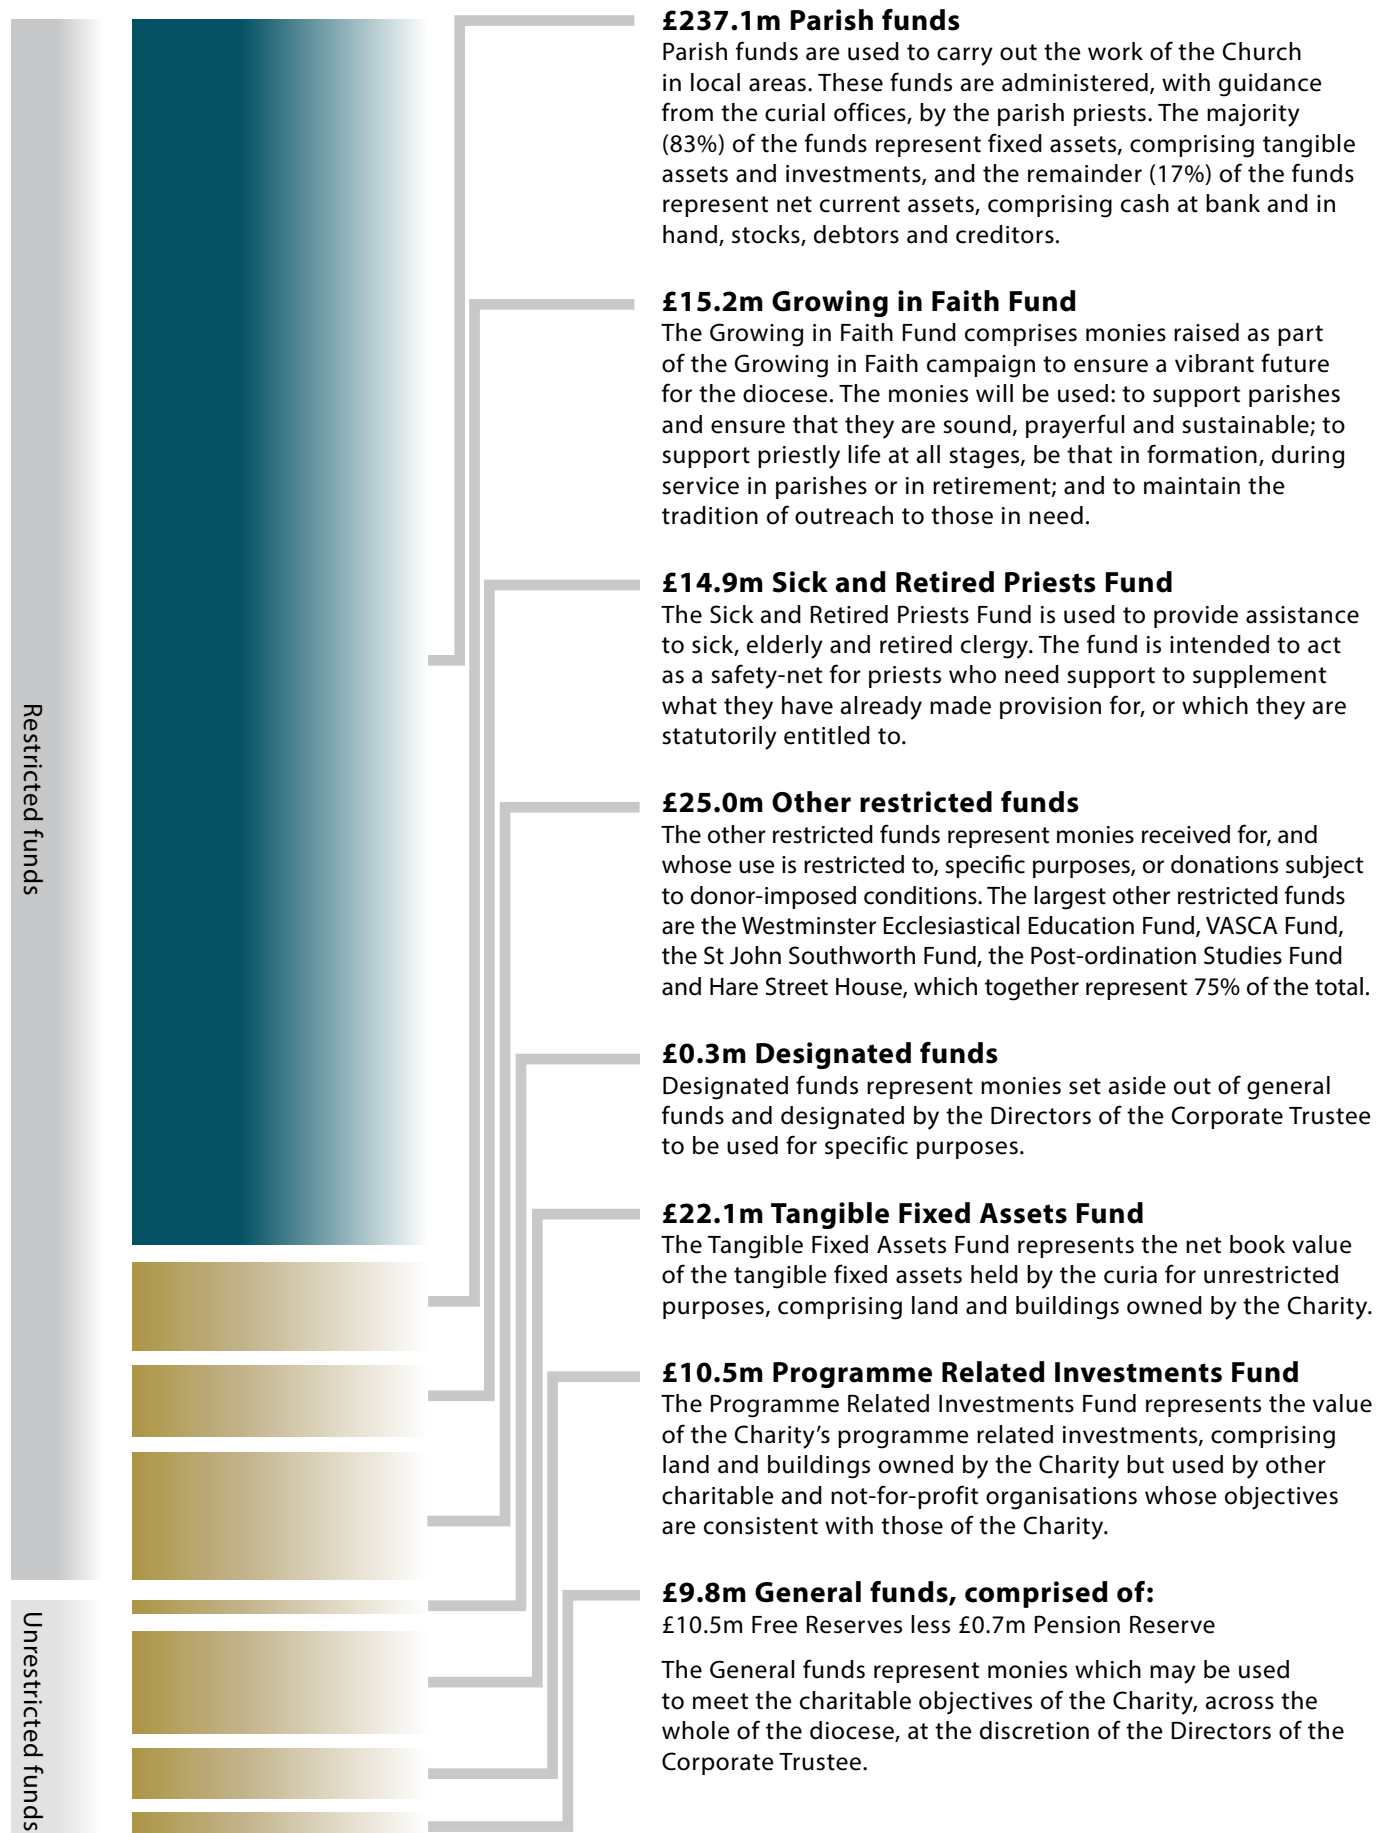 £237.1m Parish funds
Parish funds are used to carry out the work of the Church
in local areas. These funds are administered, with guidance
from the curial offices, by the parish priests. The majority
(83%) of the funds represent fixed assets, comprising tangible
assets and investments, and the remainder (17%) of the funds
represent net current assets, comprising cash at bank and in
hand, stocks, debtors and creditors.
£15.2m Growing in Faith Fund
The Growing in Faith Fund comprises monies raised as part
of the Growing in Faith campaign to ensure a vibrant future
for the diocese. The monies will be used: to support parishes
and ensure that they are sound, prayerful and sustainable; to
support priestly life at all stages, be that in formation, during
service in parishes or in retirement; and to maintain the
tradition of outreach to those in need.
£14.9m Sick and Retired Priests Fund
The Sick and Retired Priests Fund is used to provide assistance
to sick, elderly and retired clergy. The fund is intended to act
as a safety-net for priests who need support to supplement
what they have already made provision for, or which they are
statutorily entitled to.
£25.0m Other restricted funds
The other restricted funds represent monies received for, and
whose use is restricted to, specific purposes, or donations subject
to donor-imposed conditions. The largest other restricted funds
are the Westminster Ecclesiastical Education Fund, VASCA Fund,
the St John Southworth Fund, the Post-ordination Studies Fund
and Hare Street House, which together represent 75% of the total.
£0.3m Designated funds
Designated funds represent monies set aside out of general
funds and designated by the Directors of the Corporate Trustee
to be used for specific purposes.
£22.1m Tangible Fixed Assets Fund
The Tangible Fixed Assets Fund represents the net book value
of the tangible fixed assets held by the curia for unrestricted
purposes, comprising land and buildings owned by the Charity.
£10.5m Programme Related Investments Fund
The Programme Related Investments Fund represents the value
of the Charity’s programme related investments, comprising
land and buildings owned by the Charity but used by other
charitable and not-for-profit organisations whose objectives
are consistent with those of the Charity.
£9.8m General funds, comprised of:
£10.5m Free Reserves less £0.7m Pension Reserve
The General funds represent monies which may be used
to meet the charitable objectives of the Charity, across the
whole of the diocese, at the discretion of the Directors of the
Corporate Trustee.
Restricted funds
Unrestricted funds